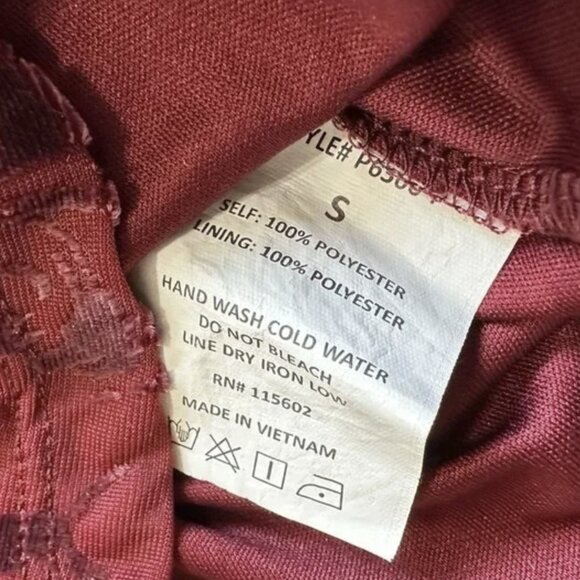 S
SELF: 100% POLYESTER
LINING: 100% POLYESTER
HAND WASH COLD WATER
DO NOT BLEACH
LINE DRY IRON LOW
RN# 115602
MADE IN VIETNAM